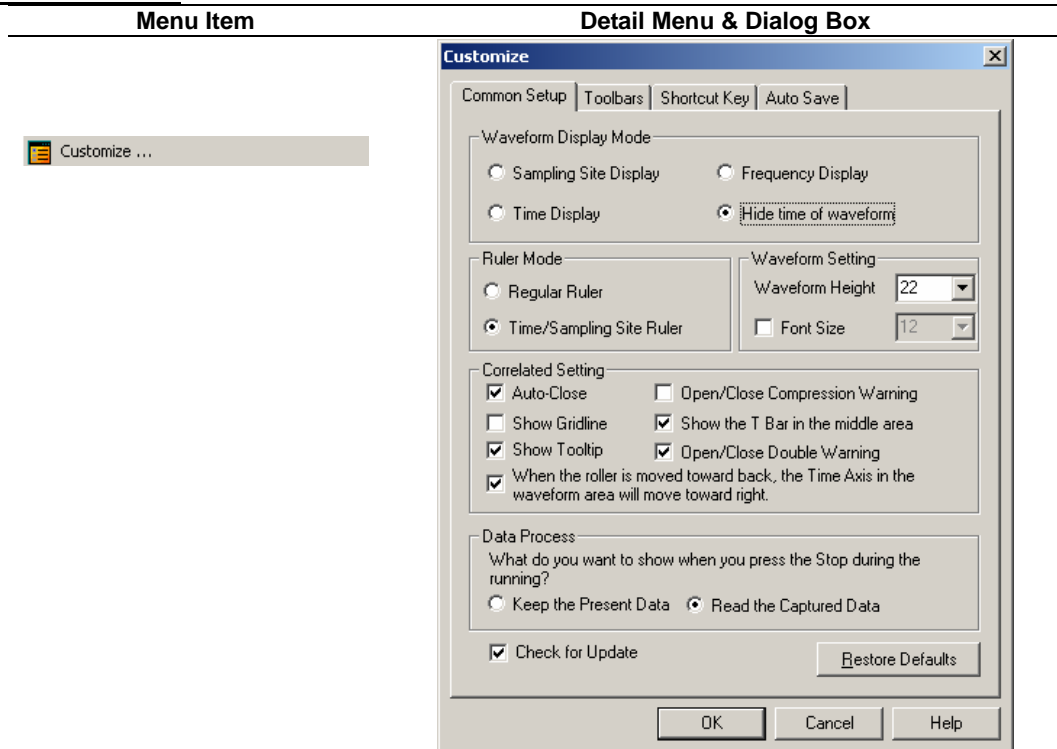 Menu Item
Detail Menu & Dialog Box
Customize ...
Customize
Common Setup
Toolbars
Shortcut Key
Auto Save
Waveform Display Mode
Sampling Site Display
Frequency Display
Time Display
Hide time of waveform
Ruler Mode
Regular Ruler
Time/Sampling Site Ruler
Waveform Setting
Waveform Height
22
Font Size
12
Correlated Setting
Auto-Close
Open/Close Compression Warning
Show Gridline
Show the T Bar in the middle area
Show Tooltip
Open/Close Double Warning
When the roller is moved toward back, the Time Axis in the
waveform area will move toward right.
Data Process
What do you want to show when you press the Stop during the
running?
Keep the Present Data
Read the Captured Data
Check for Update
Restore Defaults
OK
Cancel
Help